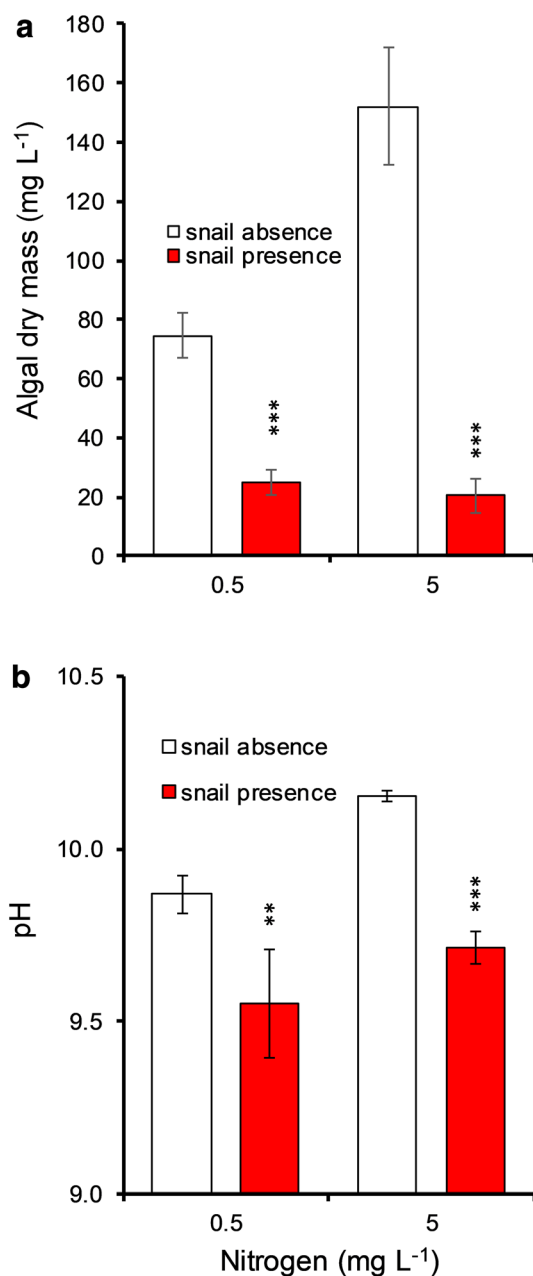 a
180
160
140
120
100
80
60
40
20
0
Algal dry mass (mg L⁻¹)
snail absence
snail presence
***
***
0.5 5
b
10.5
10.0
9.5
9.0
pH
snail absence
snail presence
**
***
0.5 5
Nitrogen (mg L⁻¹)